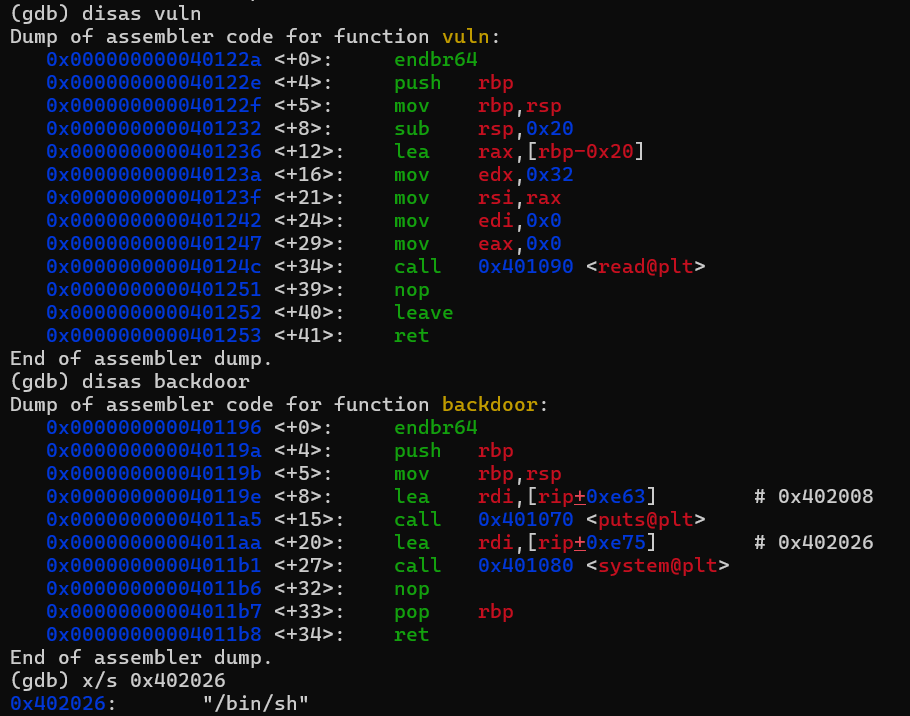 (gdb) disas vuln
Dump of assembler code for function vuln:
   0x000000000040122a <+0>:     endbr64
   0x000000000040122e <+4>:     push   rbp
   0x000000000040122f <+5>:     mov    rbp,rsp
   0x0000000000401232 <+8>:     sub    rsp,0x20
   0x0000000000401236 <+12>:    lea    rax,[rbp-0x20]
   0x000000000040123a <+16>:    mov    edx,0x32
   0x000000000040123f <+21>:    mov    rsi,rax
   0x0000000000401242 <+24>:    mov    edi,0x0
   0x0000000000401247 <+29>:    mov    eax,0x0
   0x000000000040124c <+34>:    call   0x401090 <read@plt>
   0x0000000000401251 <+39>:    nop
   0x0000000000401252 <+40>:    leave
   0x0000000000401253 <+41>:    ret
End of assembler dump.
(gdb) disas backdoor
Dump of assembler code for function backdoor:
   0x0000000000401196 <+0>:     endbr64
   0x000000000040119a <+4>:     push   rbp
   0x000000000040119b <+5>:     mov    rbp,rsp
   0x000000000040119e <+8>:     lea    rdi,[rip+0xe63]        # 0x402008
   0x00000000004011a5 <+15>:    call   0x401070 <puts@plt>
   0x00000000004011aa <+20>:    lea    rdi,[rip+0xe75]        # 0x402026
   0x00000000004011b1 <+27>:    call   0x401080 <system@plt>
   0x00000000004011b6 <+32>:    nop
   0x00000000004011b7 <+33>:    pop    rbp
   0x00000000004011b8 <+34>:    ret
End of assembler dump.
(gdb) x/s 0x402026
0x402026:       "/bin/sh"